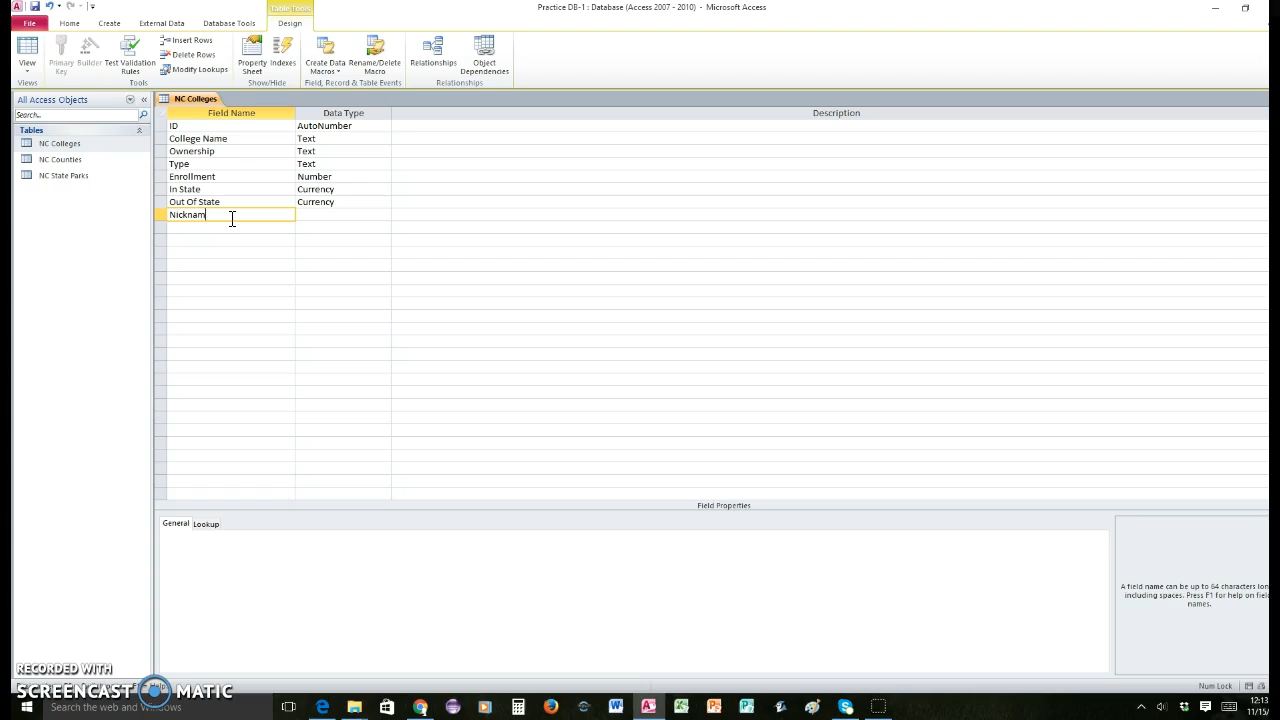 Table Tools
Practice DB-1 : Database (Access 2007 - 2010) - Microsoft Access
File
Home
Create
External Data
Database Tools
Design
View
Primary Key
Builder
Test Validation Rules
Insert Rows
Delete Rows
Modify Lookups
Property Sheet
Indexes
Create Data Macros
Rename/Delete Macro
Relationships
Object Dependencies
Views
Tools
Show/Hide
Field, Record & Table Events
Relationships
All Access Objects
Search...
Tables
NC Colleges
NC Counties
NC State Parks
NC Colleges
Field Name Data Type Description
ID AutoNumber
College Name Text
Ownership Text
Type Text
Enrollment Number
In State Currency
Out Of State Currency
Nicknam
Field Properties
General
Lookup
A field name can be up to 64 characters lon
including spaces. Press F1 for help on fiel
names.
RECORDED WITH
SCREENCAST MATIC
Num Lock
Search the web and Windows
12:13
11/15/